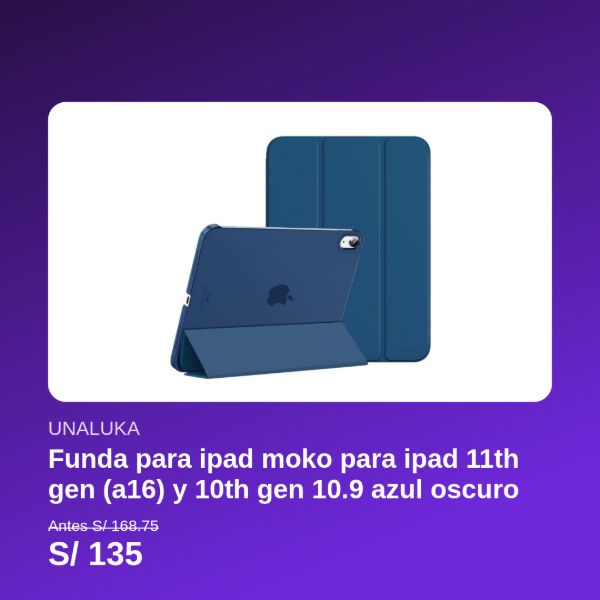 UNALUKA
Funda para ipad moko para ipad 11th
gen (a16) y 10th gen 10.9 azul oscuro
Antes S/ 168.75
S/ 135